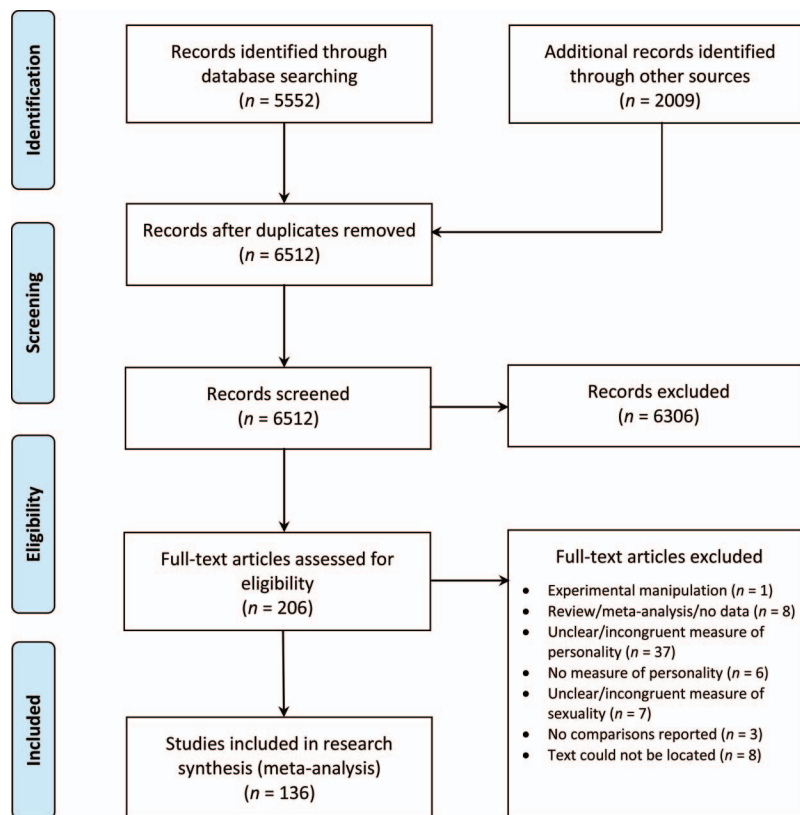 Identification
Records identified through
database searching
(n = 5552)
Additional records identified
through other sources
(n = 2009)
Screening
Records after duplicates removed
(n = 6512)
Records screened
(n = 6512)
Records excluded
(n = 6306)
Eligibility
Full-text articles assessed for
eligibility
(n = 206)
Full-text articles excluded
• Experimental manipulation (n = 1)
• Review/meta-analysis/no data (n = 8)
• Unclear/incongruent measure of
personality (n = 37)
• No measure of personality (n = 6)
• Unclear/incongruent measure of
sexuality (n = 7)
• No comparisons reported (n = 3)
• Text could not be located (n = 8)
Included
Studies included in research
synthesis (meta-analysis)
(n = 136)